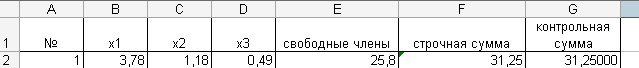 A B C D E F G
1 № x1 x2 x3 свободные члены строчная сумма контрольная сумма
2 1 3,78 1,18 0,49 25,8 31,25 31,25000